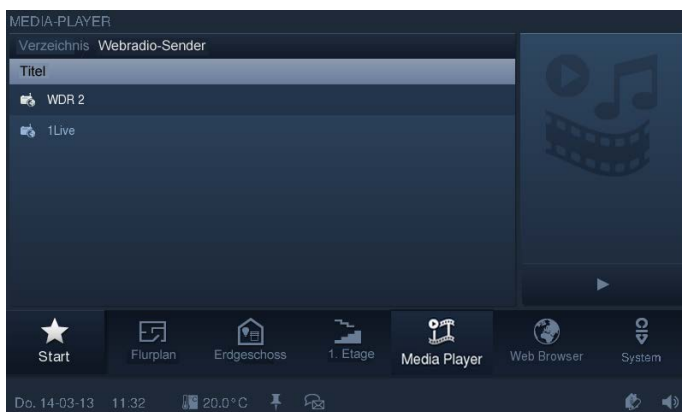 MEDIA-PLAYER
Verzeichnis Webradio-Sender
Titel
WDR 2
1Live
Start Flurplan Erdgeschoss 1. Etage Media Player Web Browser System
Do. 14-03-13 11:32 20.0°C